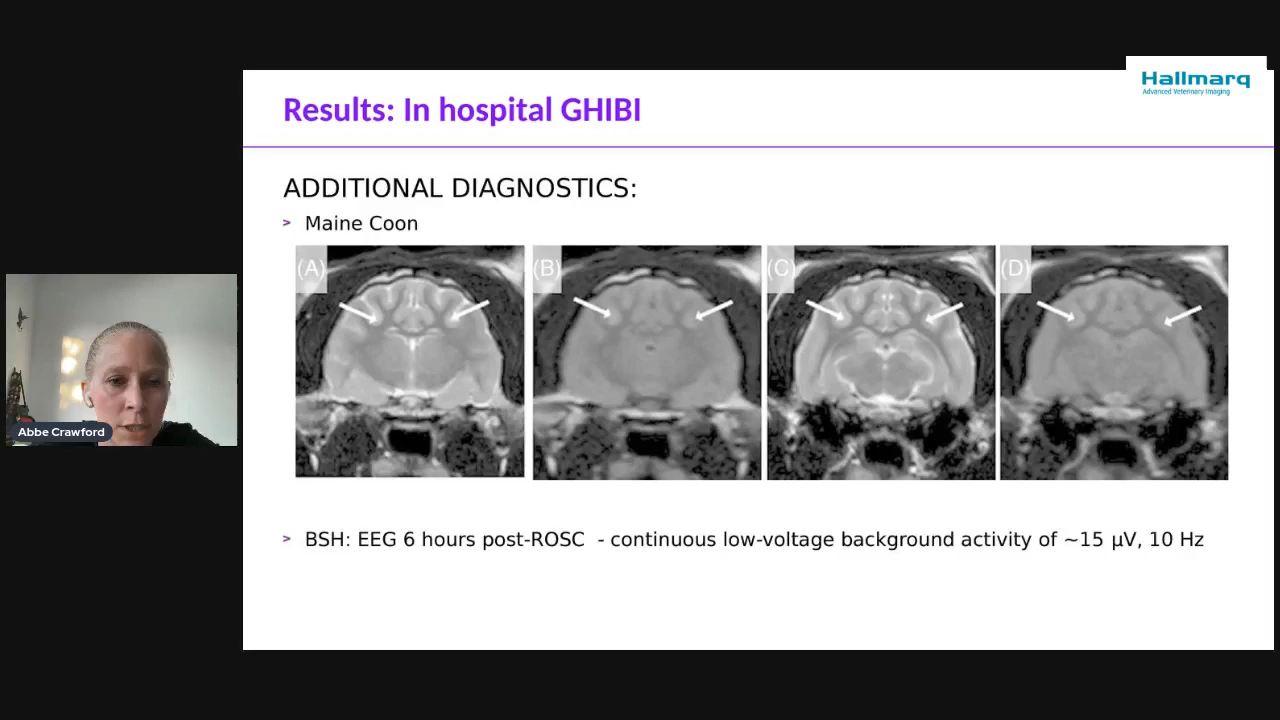 Hallmarq
Advanced Veterinary Imaging
Results: In hospital GHIBI
ADDITIONAL DIAGNOSTICS:
> Maine Coon
(A) (B) (C) (D)
Abbe Crawford
> BSH: EEG 6 hours post-ROSC - continuous low-voltage background activity of ~15 µV, 10 Hz